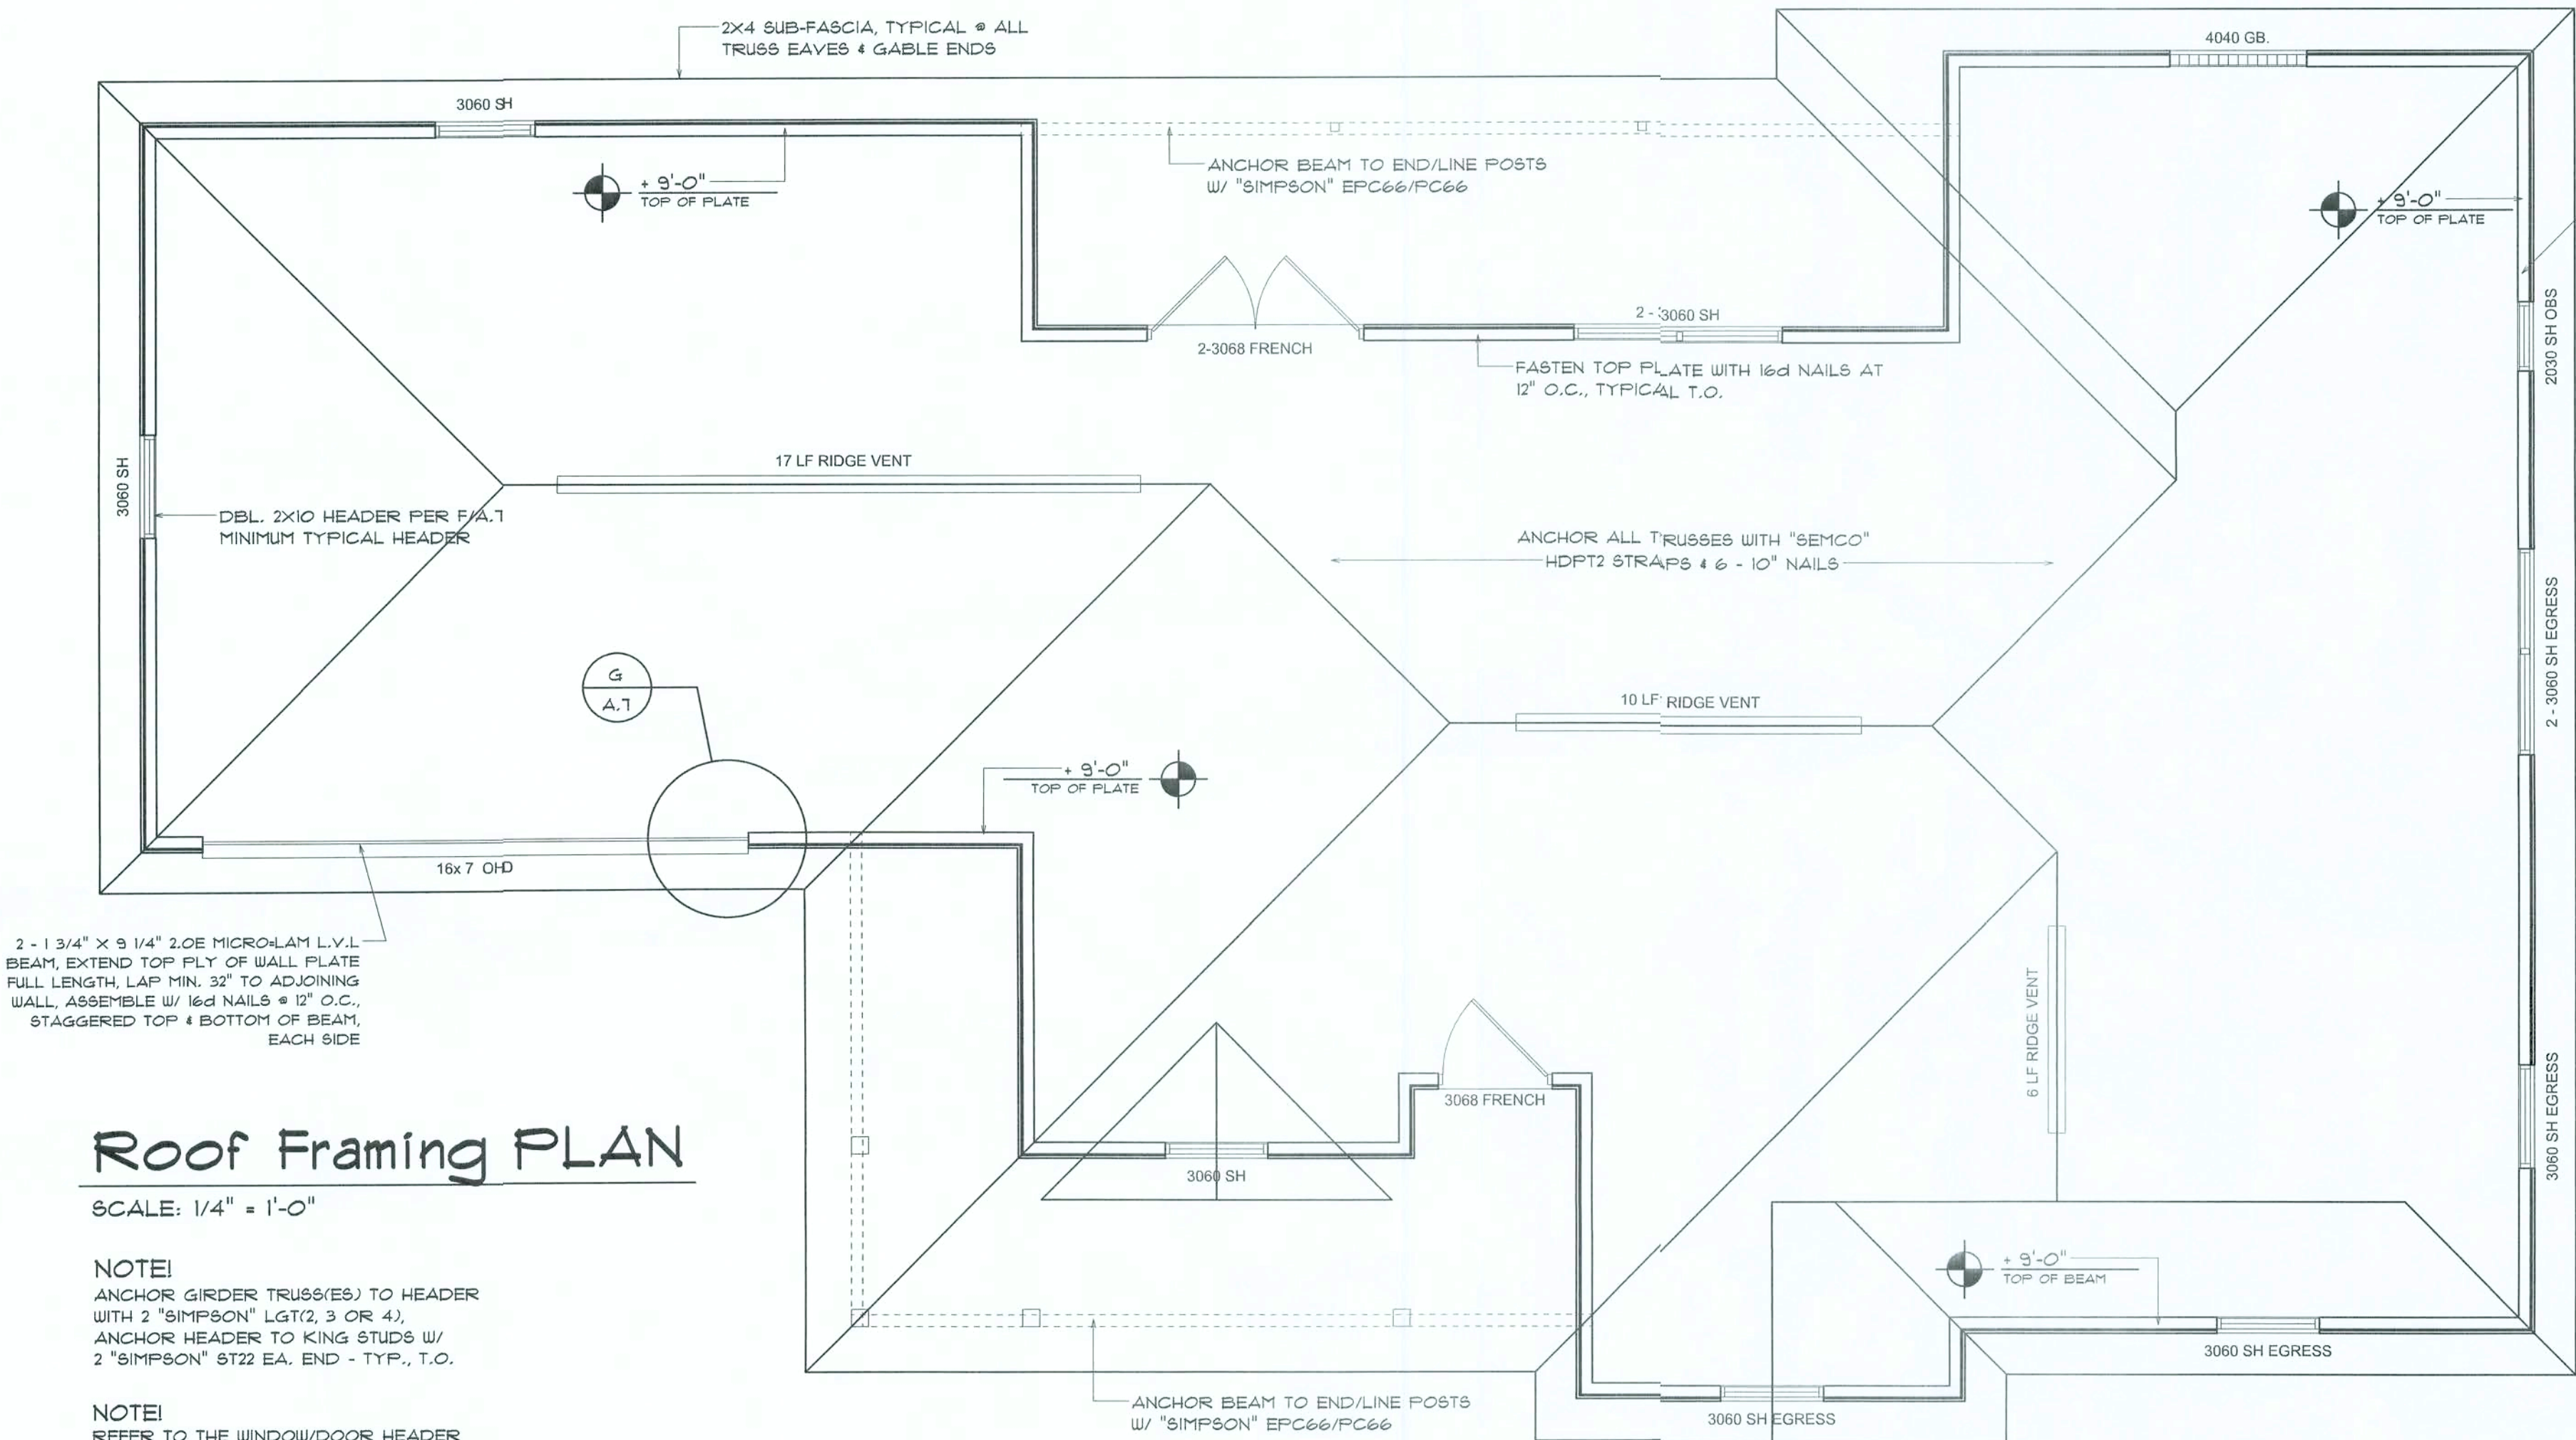 2X4 SUB-FASCIA, TYPICAL @ ALL
TRUSS EAVES & GABLE ENDS
4040 GB.
3060 SH
+ 9'-0"
TOP OF PLATE
ANCHOR BEAM TO END/LINE POSTS
W/ "SIMPSON" EPC66/PC66
+ 9'-0"
TOP OF PLATE
2 - 3060 SH
2-3068 FRENCH
FASTEN TOP PLATE WITH 16d NAILS AT
12" O.C., TYPICAL T.O.
2030 SH OBS
17 LF RIDGE VENT
3060 SH
DBL. 2X10 HEADER PER F/A.7
MINIMUM TYPICAL HEADER
ANCHOR ALL TRUSSES WITH "SEMCO"
HDPT2 STRAPS & 6 - 10" NAILS
2 - 3060 SH EGRESS
G
A.7
10 LF RIDGE VENT
+ 9'-0"
TOP OF PLATE
16x 7 OHD
2 - 1 3/4" X 9 1/4" 2.0E MICRO=LAM L.V.L
BEAM, EXTEND TOP PLY OF WALL PLATE
FULL LENGTH, LAP MIN. 32" TO ADJOINING
WALL, ASSEMBLE W/ 16d NAILS @ 12" O.C.,
STAGGERED TOP & BOTTOM OF BEAM,
EACH SIDE
6 LF RIDGE VENT
3068 FRENCH
3060 SH EGRESS
3060 SH
Roof Framing PLAN
SCALE: 1/4" = 1'-0"
+ 9'-0"
TOP OF BEAM
NOTE!
ANCHOR GIRDER TRUSS(ES) TO HEADER
WITH 2 "SIMPSON" LGT(2, 3 OR 4),
ANCHOR HEADER TO KING STUDS W/
2 "SIMPSON" ST22 EA. END - TYP., T.O.
3060 SH EGRESS
ANCHOR BEAM TO END/LINE POSTS
W/ "SIMPSON" EPC66/PC66
3060 SH EGRESS
NOTE!
REFER TO THE WINDOW/DOOR HEADER